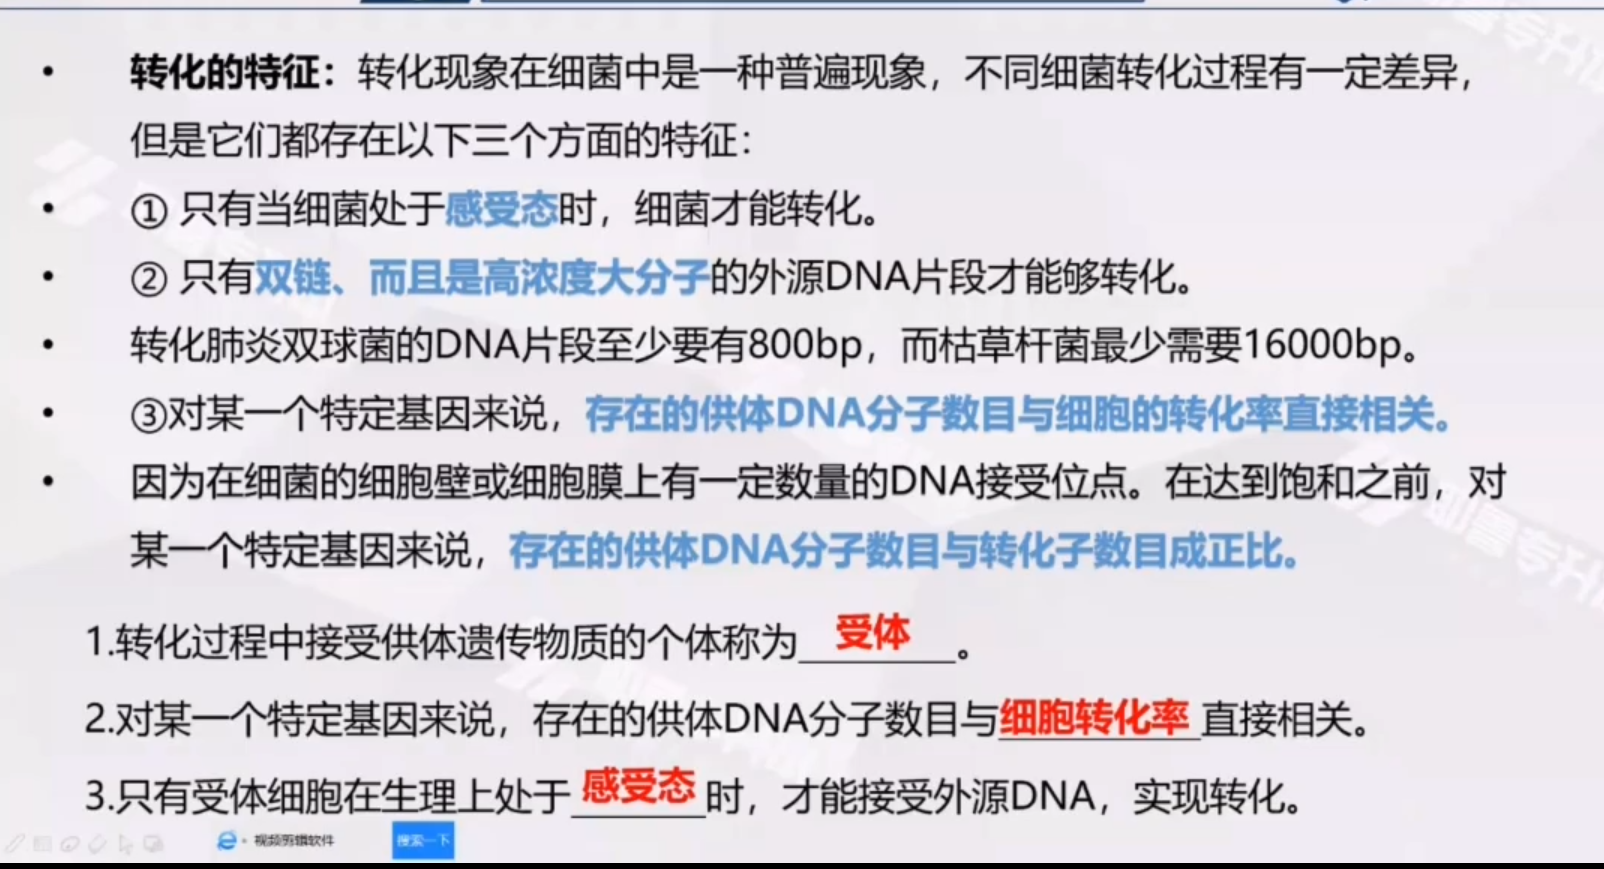 • 转化的特征：转化现象在细菌中是一种普遍现象，不同细菌转化过程有一定差异，
但是它们都存在以下三个方面的特征：
• ① 只有当细菌处于感受态时，细菌才能转化。
• ② 只有双链、而且是高浓度大分子的外源DNA片段才能够转化。
• 转化肺炎双球菌的DNA片段至少要有800bp，而枯草杆菌最少需要16000bp。
• ③对某一个特定基因来说，存在的供体DNA分子数目与细胞的转化率直接相关。
• 因为在细菌的细胞壁或细胞膜上有一定数量的DNA接受位点。在达到饱和之前，对
某一个特定基因来说，存在的供体DNA分子数目与转化子数目成正比。
1.转化过程中接受供体遗传物质的个体称为 受体 。
2.对某一个特定基因来说，存在的供体DNA分子数目与细胞转化率 直接相关。
3.只有受体细胞在生理上处于 感受态 时，才能接受外源DNA，实现转化。
视频剪辑软件 搜索一下